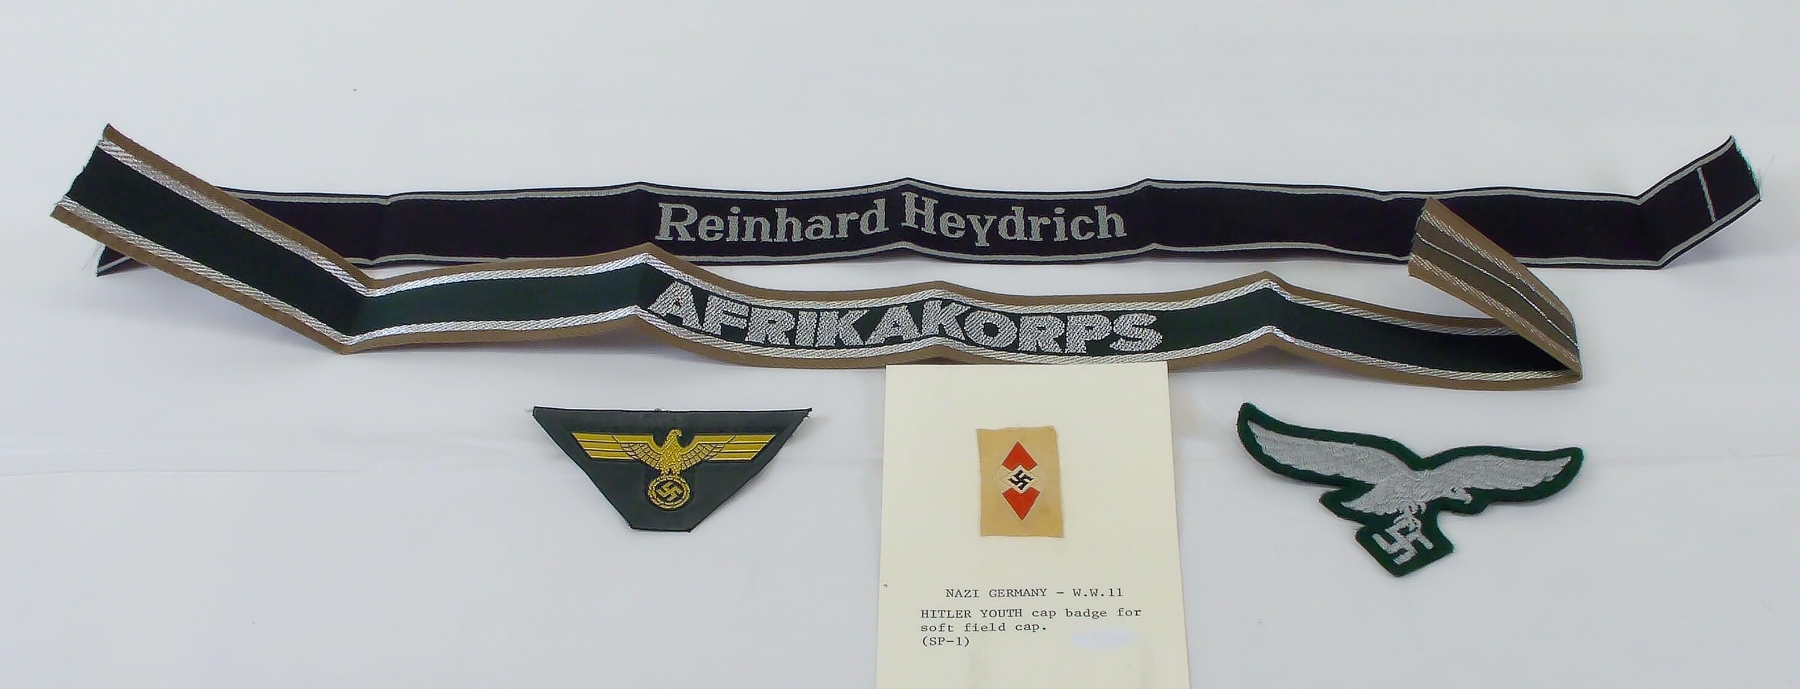 Reinhard Heydrich
AFRIKAKORPS
NAZI GERMANY - W.W.11
HITLER YOUTH cap badge for
soft field cap.
(SP-1)